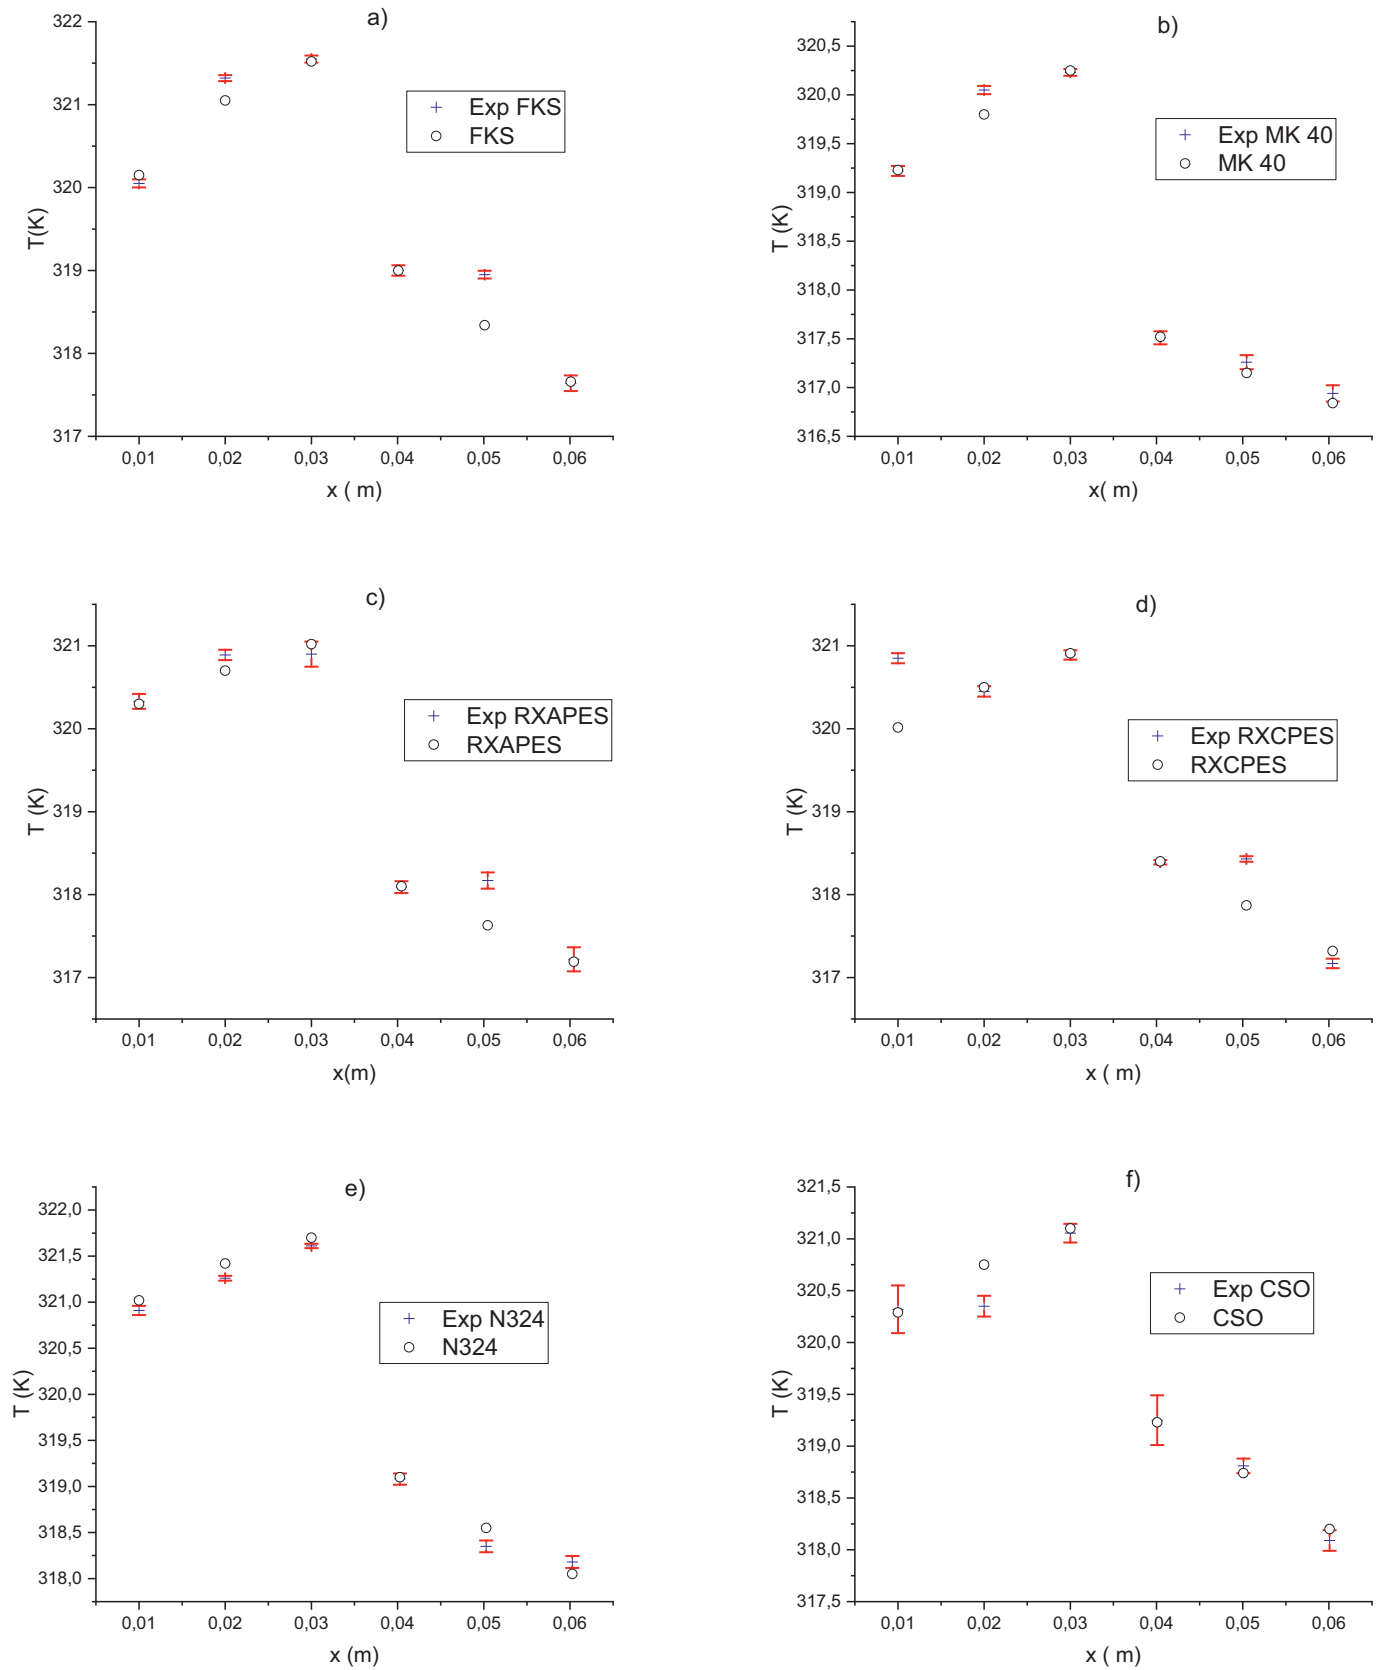 a)
322
321
320
319
318
317
T(K)
Exp FKS
FKS
0,01 0,02 0,03 0,04 0,05 0,06
x ( m)
b)
320,5
320,0
319,5
319,0
318,5
318,0
317,5
317,0
316,5
T (K)
Exp MK 40
MK 40
0,01 0,02 0,03 0,04 0,05 0,06
x( m)
c)
321
320
319
318
317
T (K)
Exp RXAPES
RXAPES
0,01 0,02 0,03 0,04 0,05 0,06
x(m)
d)
321
320
319
318
317
T (K)
Exp RXCPES
RXCPES
0,01 0,02 0,03 0,04 0,05 0,06
x ( m)
e)
322,0
321,5
321,0
320,5
320,0
319,5
319,0
318,5
318,0
T (K)
Exp N324
N324
0,01 0,02 0,03 0,04 0,05 0,06
x (m)
f)
321,5
321,0
320,5
320,0
319,5
319,0
318,5
318,0
317,5
T (K)
Exp CSO
CSO
0,01 0,02 0,03 0,04 0,05 0,06
x ( m)